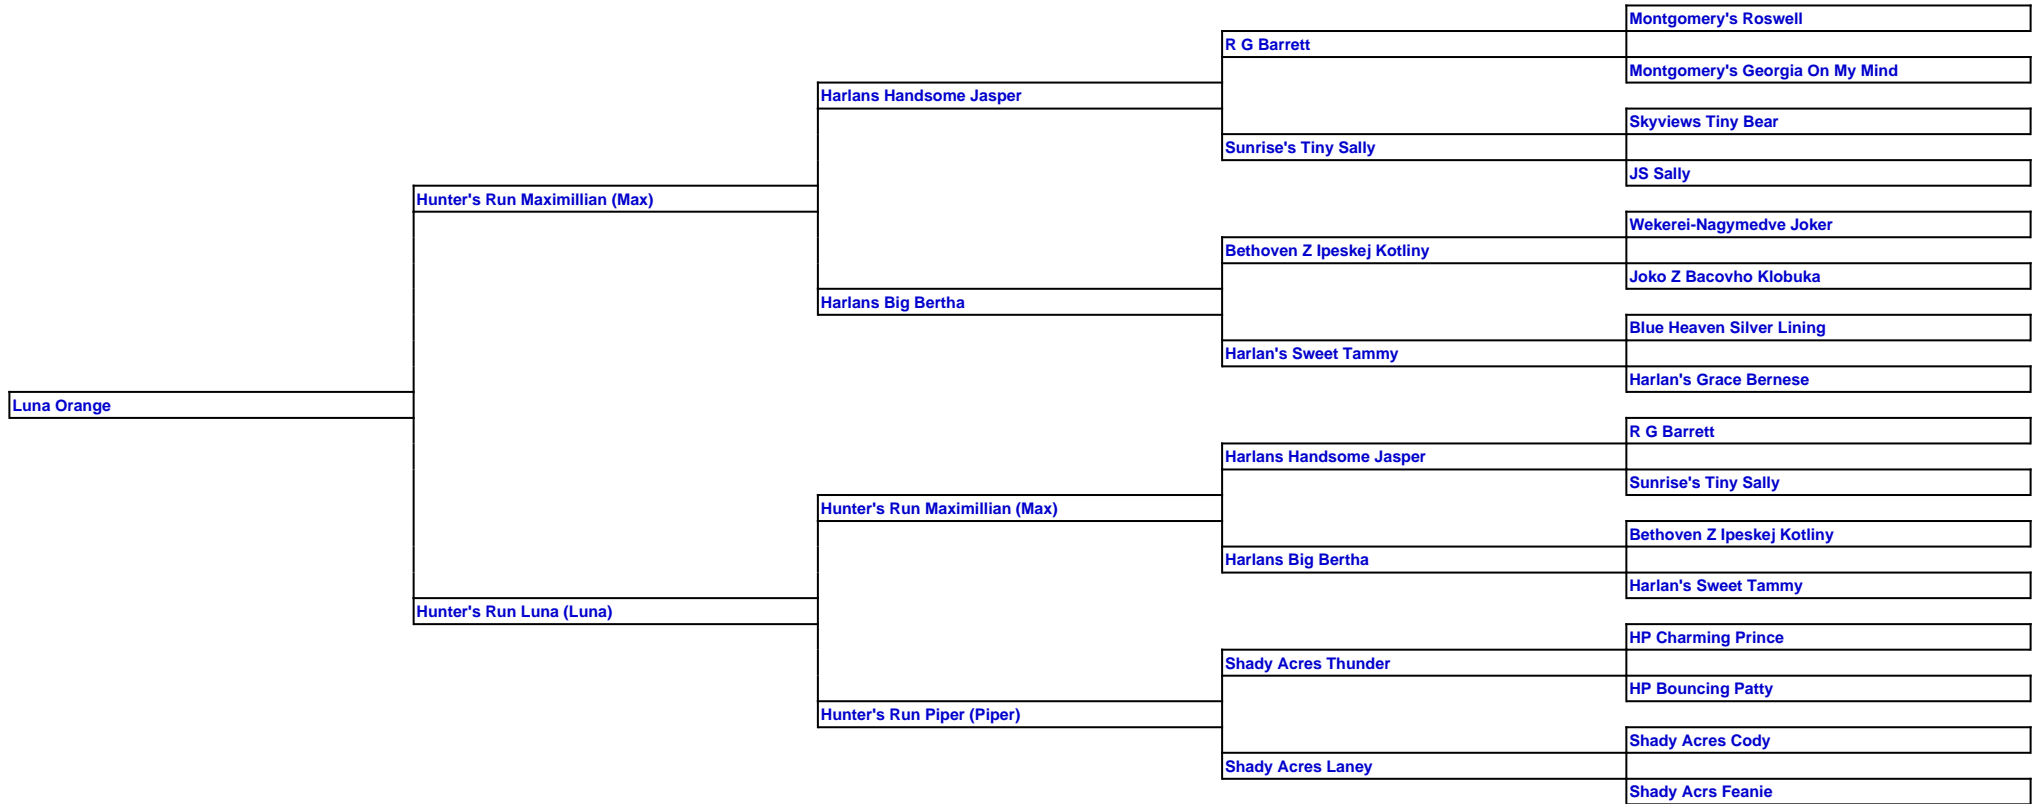 Montgomery's Roswell
R G Barrett
Montgomery's Georgia On My Mind
Harlans Handsome Jasper
Skyviews Tiny Bear
Sunrise's Tiny Sally
JS Sally
Hunter's Run Maximillian (Max)
Wekerei-Nagymedve Joker
Bethoven Z Ipeskej Kotliny
Joko Z Bacovho Klobuka
Harlans Big Bertha
Blue Heaven Silver Lining
Harlan's Sweet Tammy
Harlan's Grace Bernese
Luna Orange
R G Barrett
Harlans Handsome Jasper
Sunrise's Tiny Sally
Hunter's Run Maximillian (Max)
Bethoven Z Ipeskej Kotliny
Harlans Big Bertha
Harlan's Sweet Tammy
Hunter's Run Luna (Luna)
HP Charming Prince
Shady Acres Thunder
HP Bouncing Patty
Hunter's Run Piper (Piper)
Shady Acres Cody
Shady Acres Laney
Shady Acrs Feanie